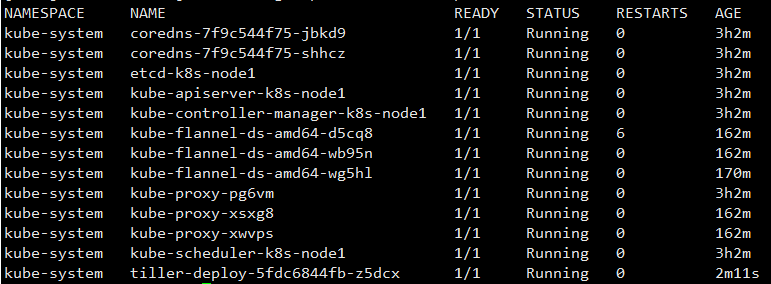 NAMESPACE NAME READY STATUS RESTARTS AGE
kube-system coredns-7f9c544f75-jbkd9 1/1 Running 0 3h2m
kube-system coredns-7f9c544f75-shhcz 1/1 Running 0 3h2m
kube-system etcd-k8s-node1 1/1 Running 0 3h2m
kube-system kube-apiserver-k8s-node1 1/1 Running 0 3h2m
kube-system kube-controller-manager-k8s-node1 1/1 Running 0 3h2m
kube-system kube-flannel-ds-amd64-d5cq8 1/1 Running 6 162m
kube-system kube-flannel-ds-amd64-wb95n 1/1 Running 0 162m
kube-system kube-flannel-ds-amd64-wg5hl 1/1 Running 0 170m
kube-system kube-proxy-pg6vm 1/1 Running 0 3h2m
kube-system kube-proxy-xsxg8 1/1 Running 0 162m
kube-system kube-proxy-xwvps 1/1 Running 0 162m
kube-system kube-scheduler-k8s-node1 1/1 Running 0 3h2m
kube-system tiller-deploy-5fdc6844fb-z5dcx 1/1 Running 0 2m11s